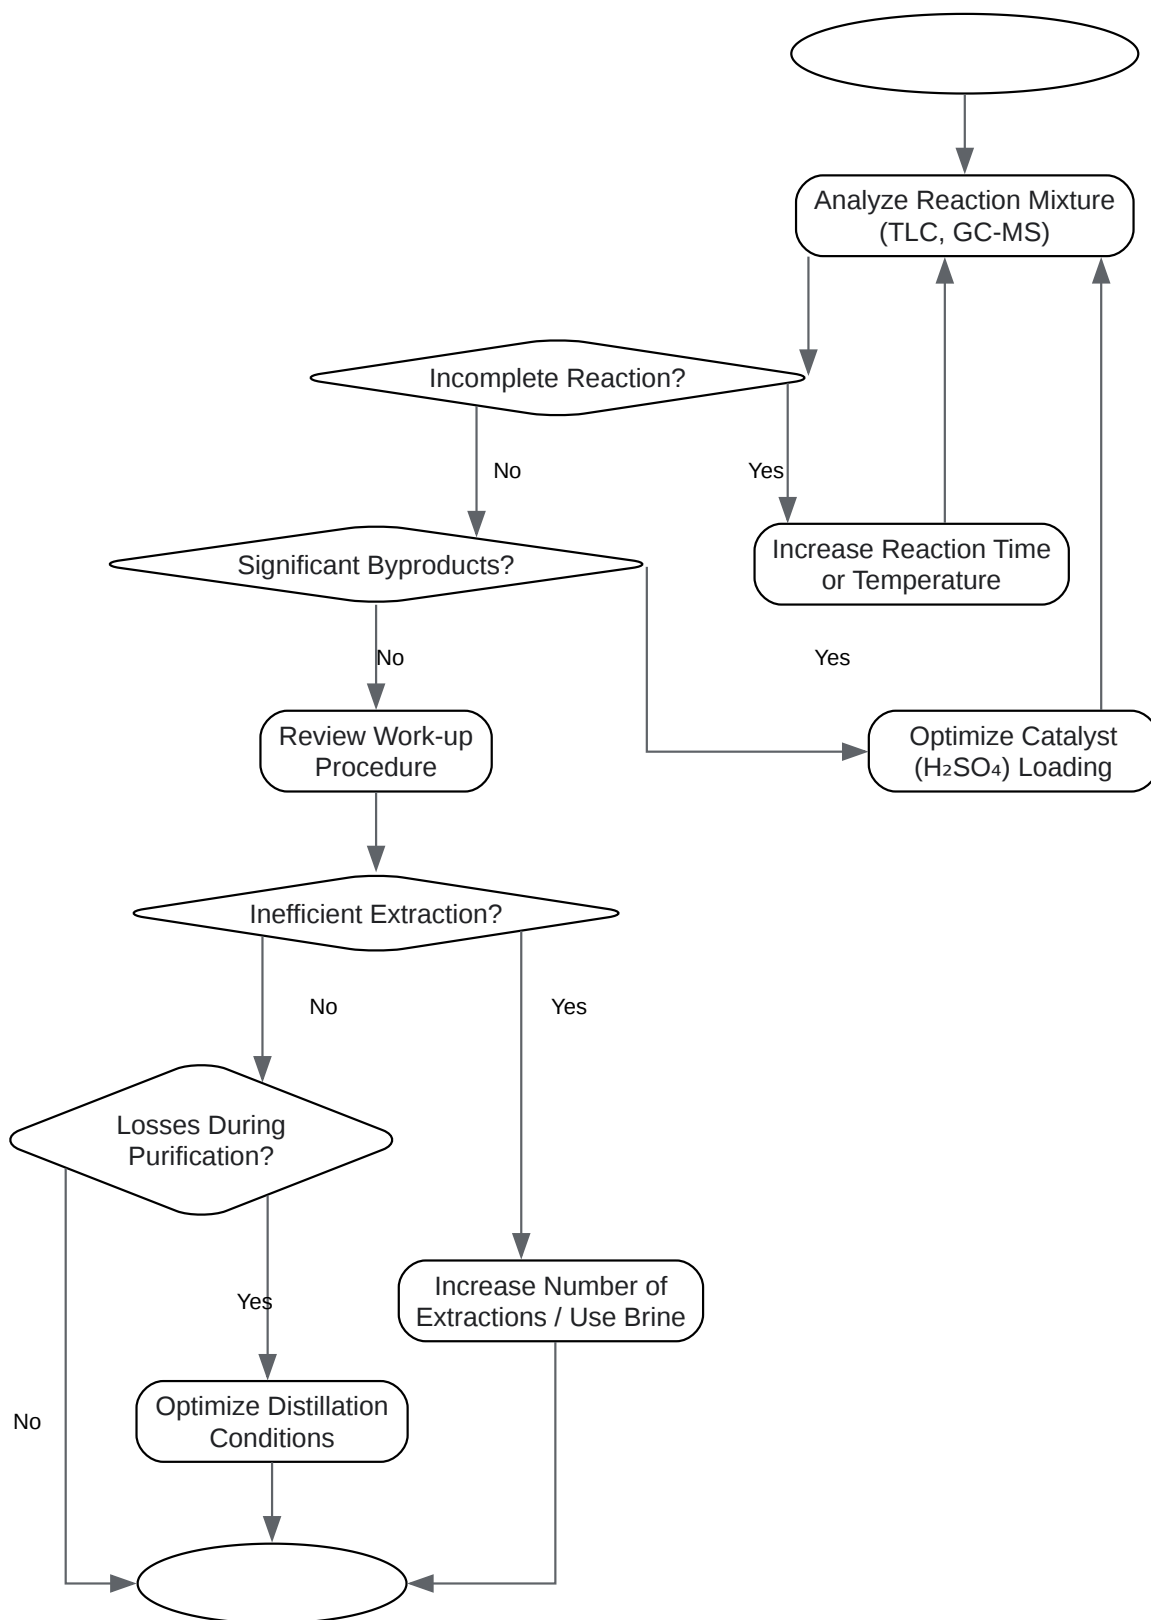 Analyze Reaction Mixture
(TLC, GC-MS)
Incomplete Reaction?
No
Yes
Increase Reaction Time
or Temperature
Significant Byproducts?
No
Yes
Review Work-up
Procedure
Optimize Catalyst
(H₂SO₄) Loading
Inefficient Extraction?
No
Yes
Losses During
Purification?
Increase Number of
Extractions / Use Brine
Yes
No
Optimize Distillation
Conditions